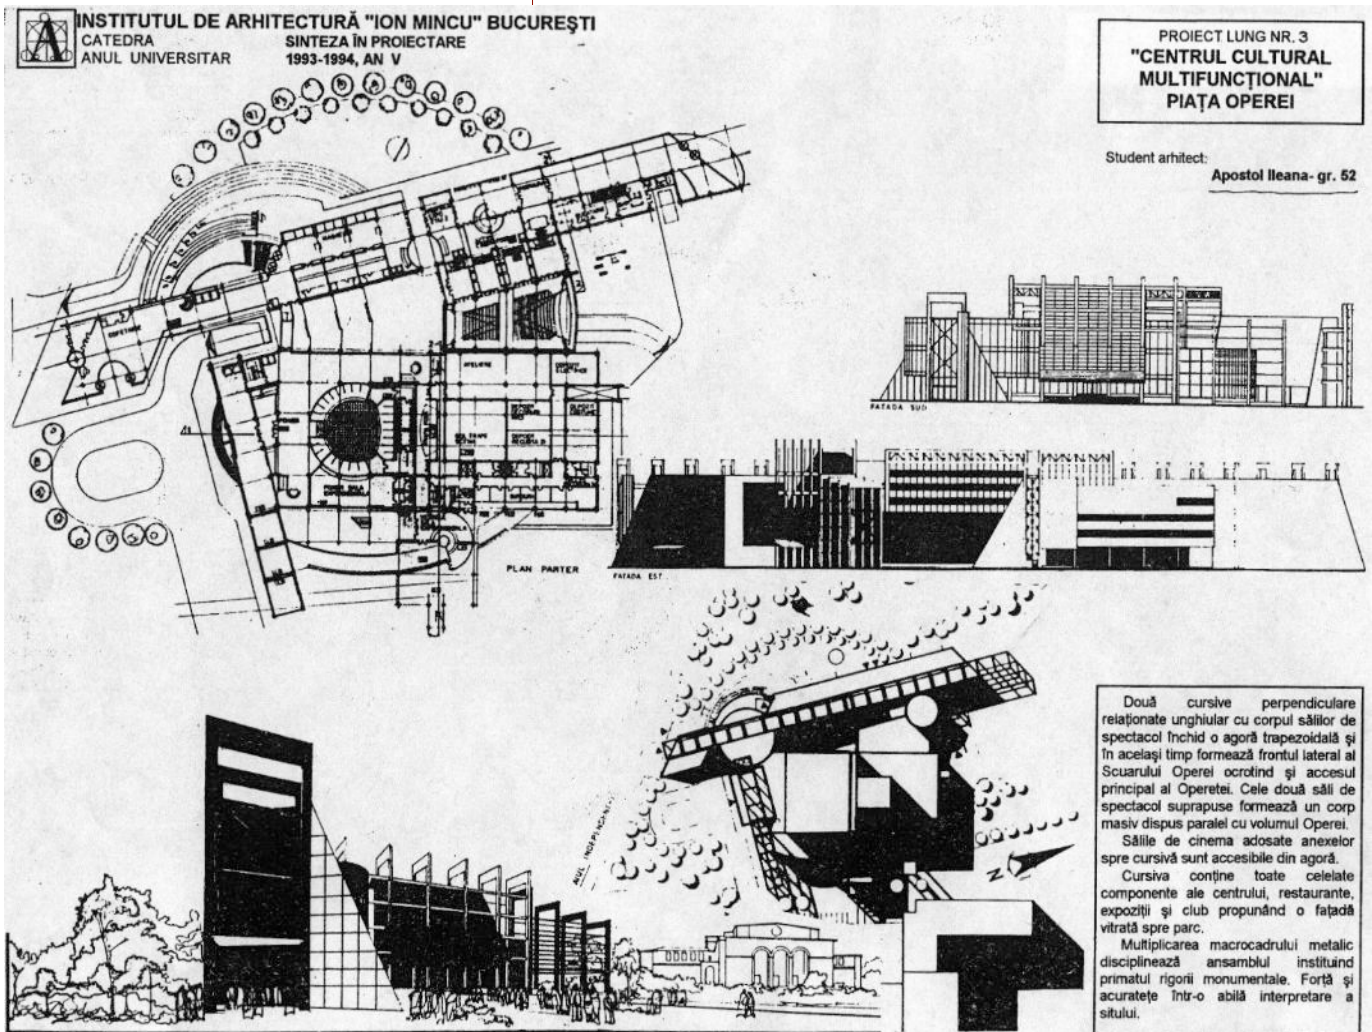 INSTITUTUL DE ARHITECTURĂ "ION MINCU" BUCUREŞTI
CATEDRA SINTEZA ÎN PROIECTARE
ANUL UNIVERSITAR 1993-1994, AN V
PROIECT LUNG NR. 3
"CENTRUL CULTURAL
MULTIFUNCŢIONAL"
PIAŢA OPEREI
Student arhitect:
Apostol Ileana- gr. 52
ATELIERE
PLAN PARTER
FATADA SUD
FATADA EST
N
Două cursive perpendiculare
relaţionate unghiular cu corpul sălilor de
spectacol închid o agoră trapezoidală şi
în acelaşi timp formează frontul lateral al
Scuarului Operei ocrotind şi accesul
principal al Operetei. Cele două săli de
spectacol suprapuse formează un corp
masiv dispus paralel cu volumul Operei.
Sălile de cinema adosate anexelor
spre cursivă sunt accesibile din agoră.
Cursiva conţine toate celelate
componente ale centrului, restaurante,
expoziţii şi club propunând o faţadă
vitrată spre parc.
Multiplicarea macrocadrului metalic
disciplinează ansamblul instituind
primatul rigorii monumentale. Forţă şi
acurateţe într-o abilă interpretare a
sitului.